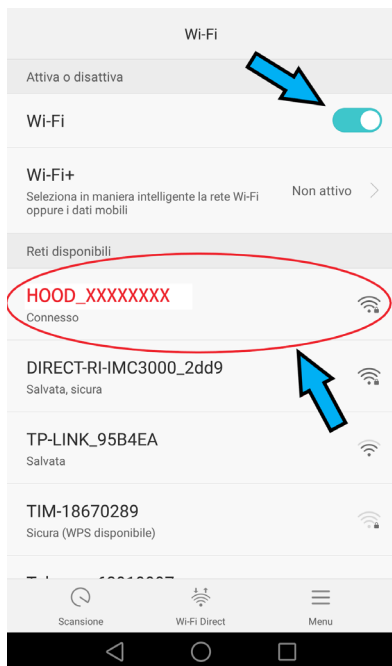 Wi-Fi
Attiva o disattiva
Wi-Fi
Wi-Fi+
Seleziona in maniera intelligente la rete Wi-Fi
oppure i dati mobili
Non attivo
Reti disponibili
HOOD_XXXXXXXX
Connesso
DIRECT-RI-IMC3000_2dd9
Salvata, sicura
TP-LINK_95B4EA
Salvata
TIM-18670289
Sicura (WPS disponibile)
Scansione
Wi-Fi Direct
Menu